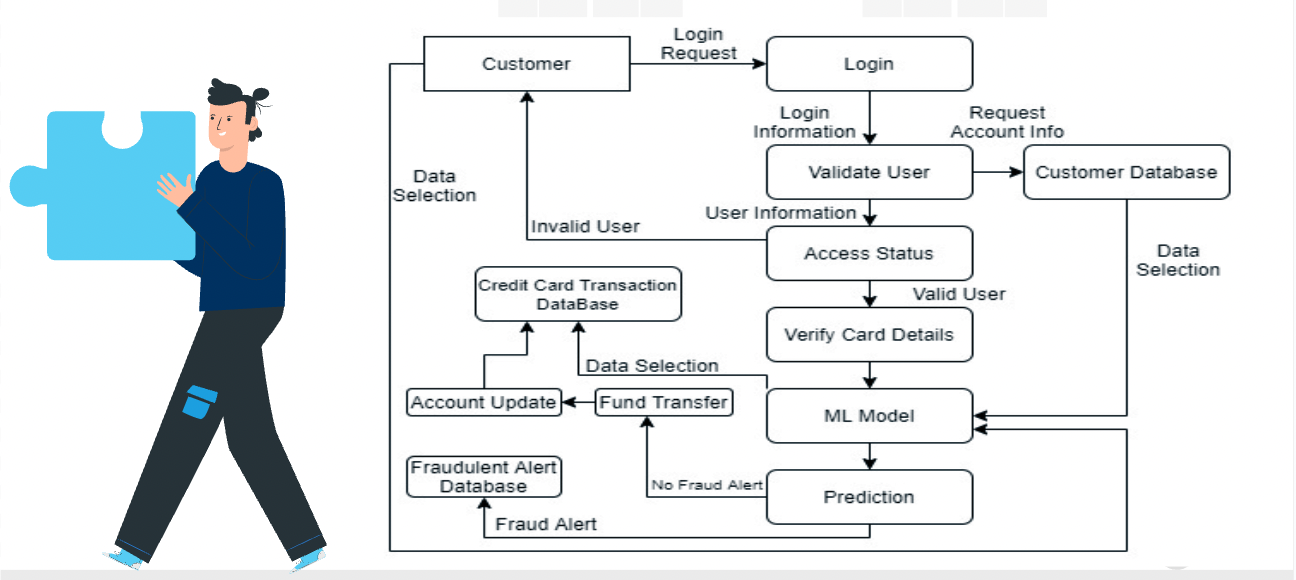 Login
Request
Customer
Login
Login
Information
Request
Account Info
Data
Selection
Validate User
Customer Database
User Information
Invalid User
Access Status
Data
Selection
Credit Card Transaction
DataBase
Valid User
Verify Card Details
Data Selection
Account Update
Fund Transfer
ML Model
Fraudulent Alert
Database
No Fraud Alert
Prediction
Fraud Alert